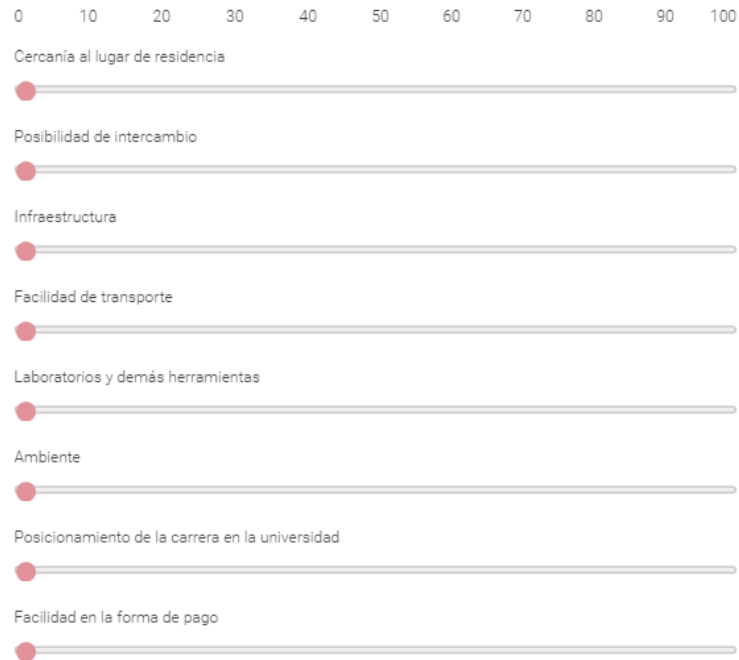 0 10 20 30 40 50 60 70 80 90 100
Cercanía al lugar de residencia
Posibilidad de intercambio
Infraestructura
Facilidad de transporte
Laboratorios y demás herramientas
Ambiente
Posicionamiento de la carrera en la universidad
Facilidad en la forma de pago